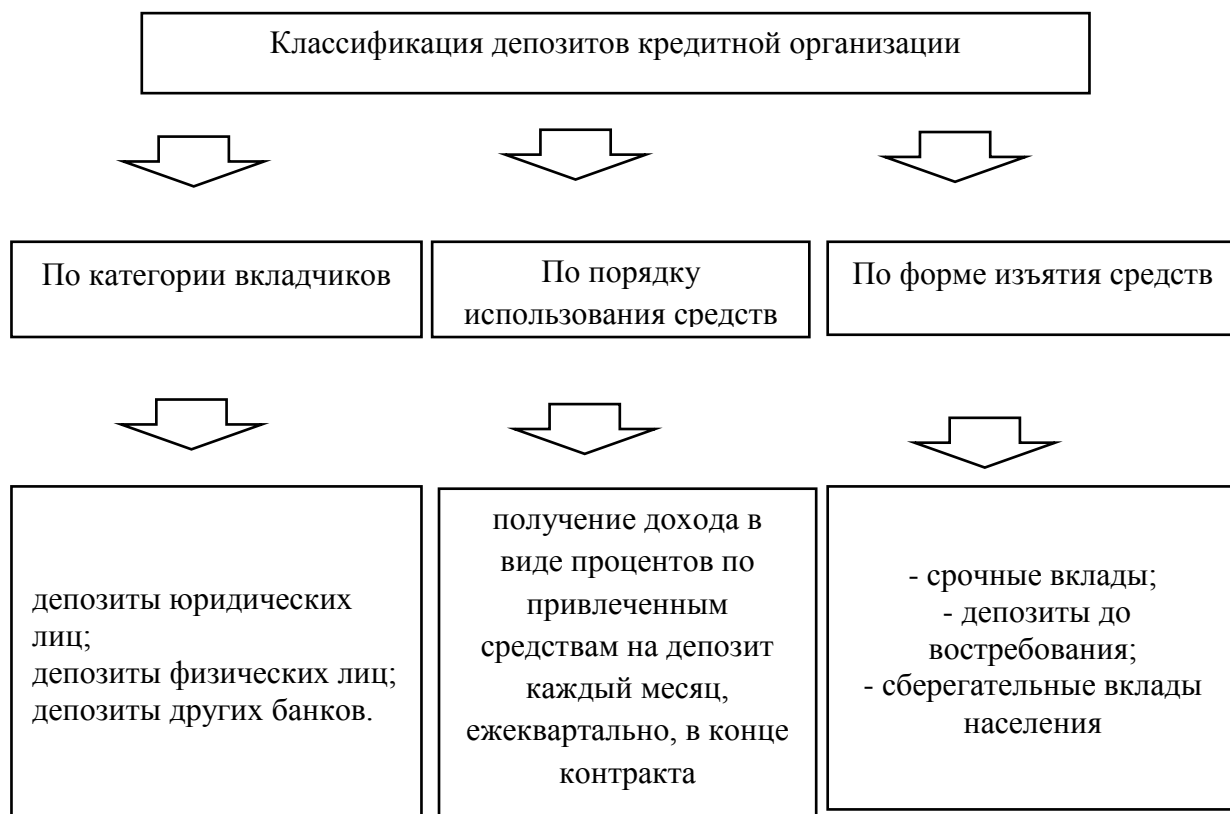 Классификация депозитов кредитной организации
По категории вкладчиков
По порядку
использования средств
По форме изъятия средств
депозиты юридических
лиц;
депозиты физических лиц;
депозиты других банков.
получение дохода в
виде процентов по
привлеченным
средствам на депозит
каждый месяц,
ежеквартально, в конце
контракта
- срочные вклады;
- депозиты до
востребования;
- сберегательные вклады
населения